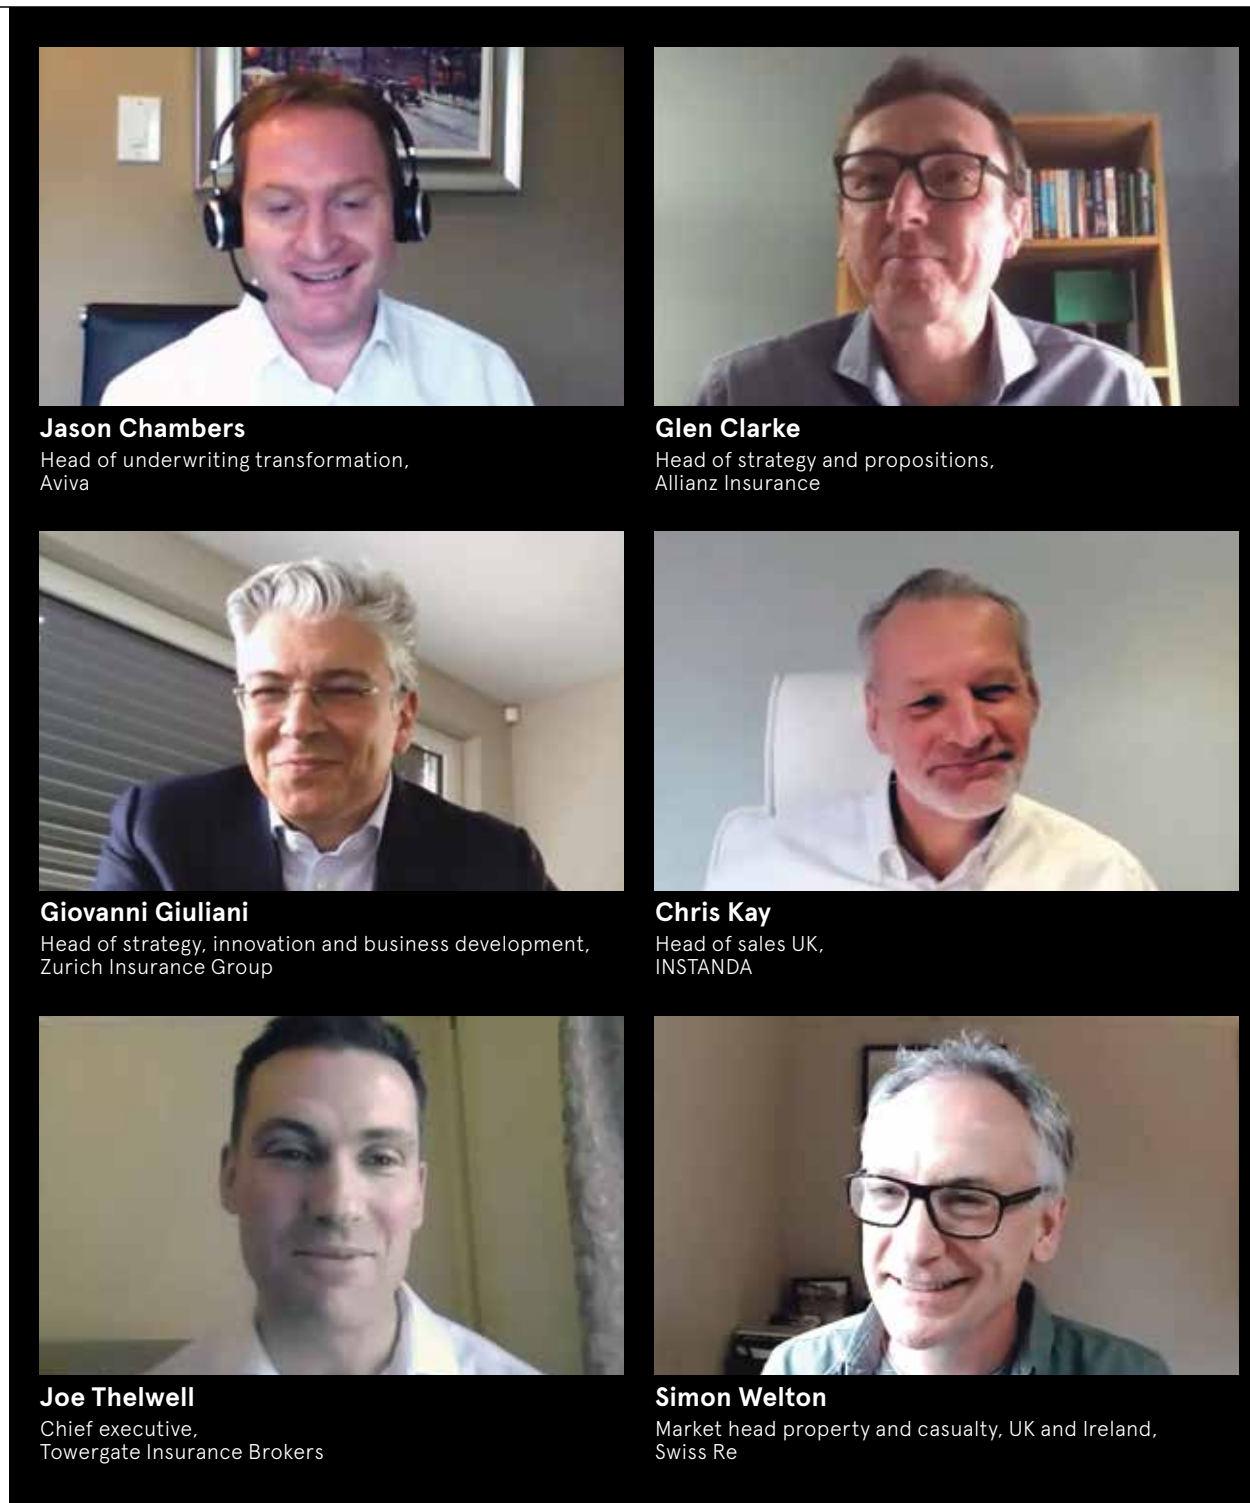 Jason Chambers
Head of underwriting transformation,
Aviva
Glen Clarke
Head of strategy and propositions,
Allianz Insurance
Giovanni Giuliani
Head of strategy, innovation and business development,
Zurich Insurance Group
Chris Kay
Head of sales UK,
INSTANDA
Joe Thelwell
Chief executive,
Towergate Insurance Brokers
Simon Welton
Market head property and casualty, UK and Ireland,
Swiss Re